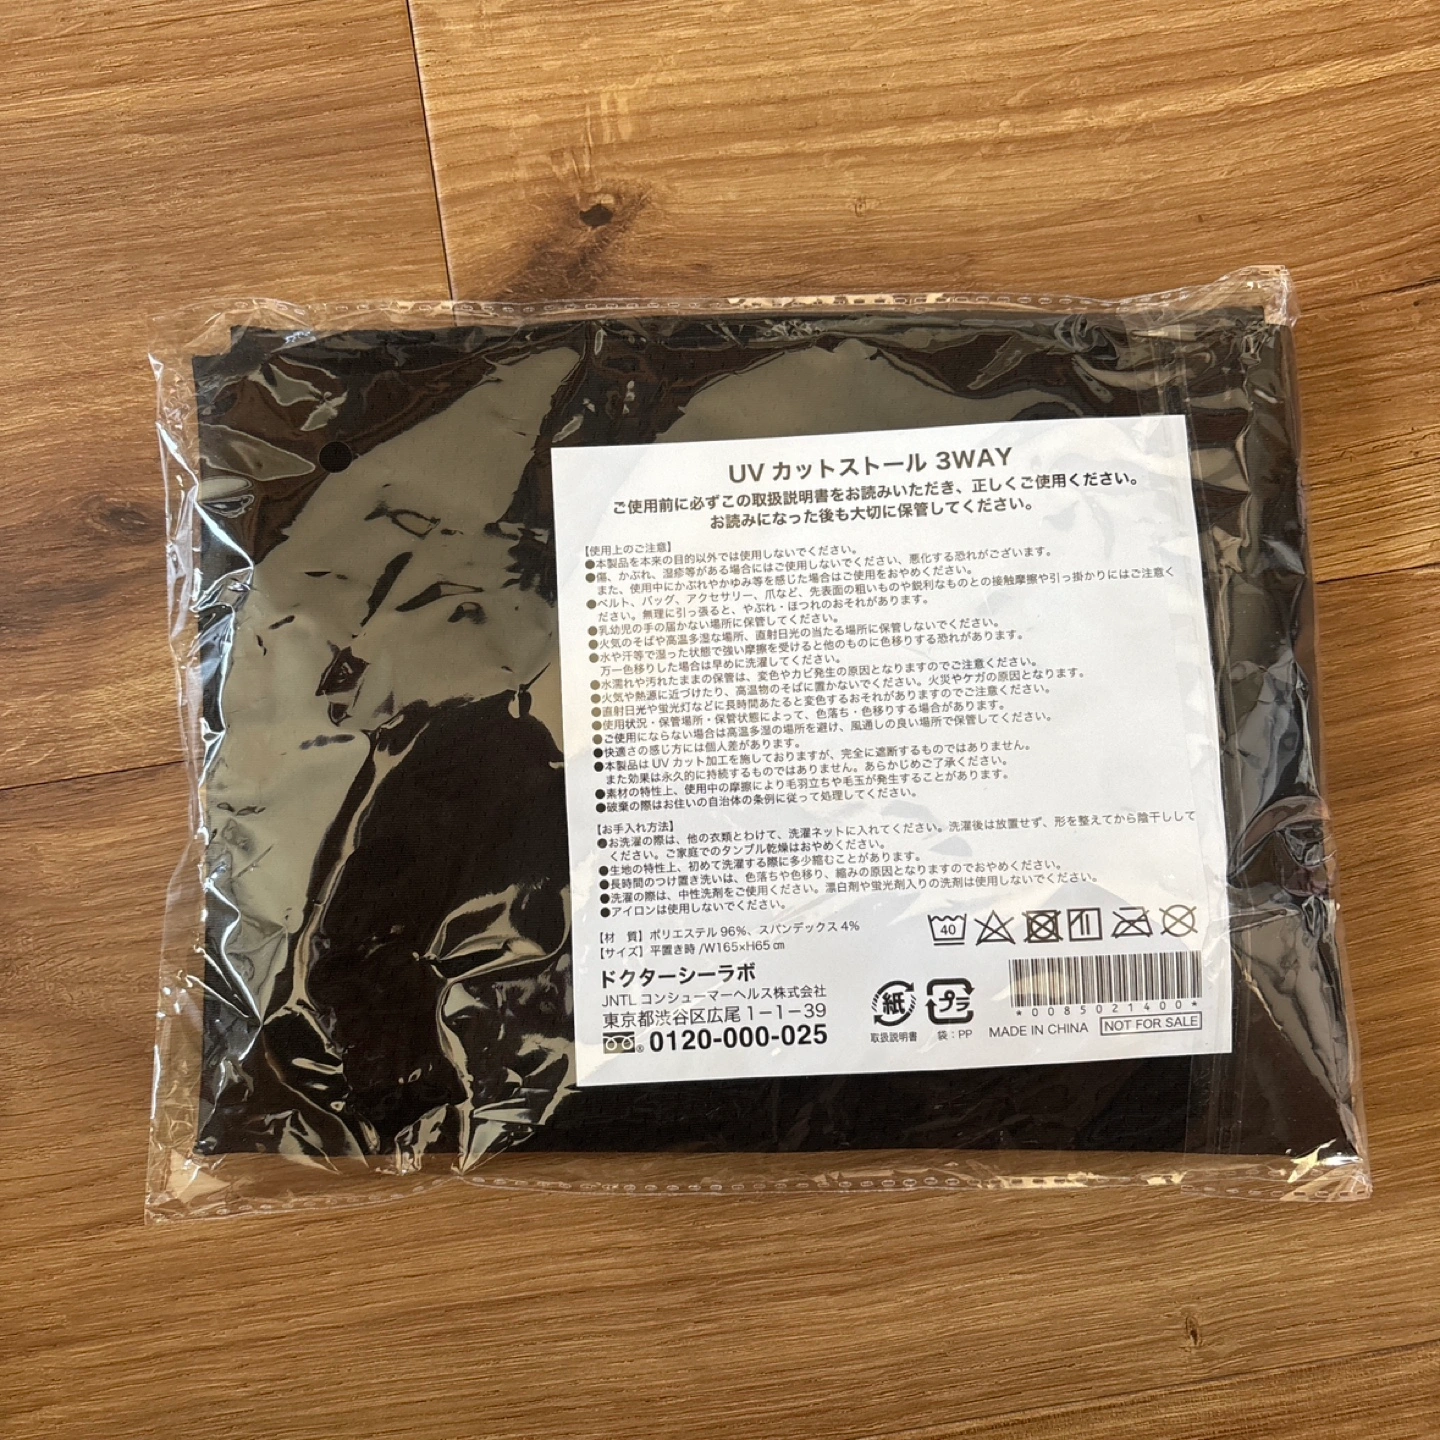 UV カットストール 3WAY
ご使用前に必ずこの取扱説明書をお読みいただき、正しくご使用ください。
お読みになった後も大切に保管してください。
【使用上のご注意】
●本製品を本来の目的以外では使用しないでください。
●傷、かぶれ、湿疹等がある場合にはご使用しないでください、悪化する恐れがございます。
また、使用中にかぶれやかゆみ等を感じた場合はご使用をおやめください。
●ベルト、バッグ、アクセサリー、爪など、先表面の粗いものや鋭利なものとの接触摩擦や引っ掛かりにはご注意く
ださい。無理に引っ張ると、やぶれ・ほつれのおそれがあります。
●乳幼児の手の届かない場所に保管してください。
●火気のそばや高温多湿な場所、直射日光の当たる場所に保管しないでください。
●水や汗等で湿った状態で強い摩擦を受けると他のものに色移りする恐れがあります。
万一色移りした場合は早めに洗濯してください。
●水濡れや汚れたままの保管は、変色やカビ発生の原因となりますのでご注意ください。
●火気や熱源に近づけたり、高温物のそばに置かないでください。火災やケガの原因となります。
●直射日光や蛍光灯などに長時間あたると変色するおそれがありますのでご注意ください。
●使用状況・保管場所・保管状態によって、色落ち・色移りする場合があります。
●ご使用にならない場合は高温多湿の場所を避け、風通しの良い場所で保管してください。
●快適さの感じ方には個人差があります。
●本製品は UV カット加工を施しておりますが、完全に遮断するものではありません。
また効果は永久的に持続するものではありません。あらかじめご了承ください。
●素材の特性上、使用中の摩擦により毛羽立ちや毛玉が発生することがあります。
●破棄の際はお住いの自治体の条例に従って処理してください。
【お手入れ方法】
●お洗濯の際は、他の衣類とわけて、洗濯ネットに入れてください。洗濯後は放置せず、形を整えてから陰干しして
ください。ご家庭でのタンブル乾燥はおやめください。
●生地の特性上、初めて洗濯する際に多少縮むことがあります。
●長時間のつけ置き洗いは、色落ちや色移り、縮みの原因となりますのでおやめください。
●洗濯の際は、中性洗剤をご使用ください。漂白剤や蛍光剤入りの洗剤は使用しないでください。
●アイロンは使用しないでください。
【材　質】ポリエステル 96%、スパンデックス 4%
【サイズ】平置き時 /W165×H65 ㎝
40
ドクターシーラボ
JNTL コンシューマーヘルス株式会社
東京都渋谷区広尾 1－1－39
0120-000-025
紙
取扱説明書
プラ
袋：PP
*0085021400*
MADE IN CHINA
NOT FOR SALE